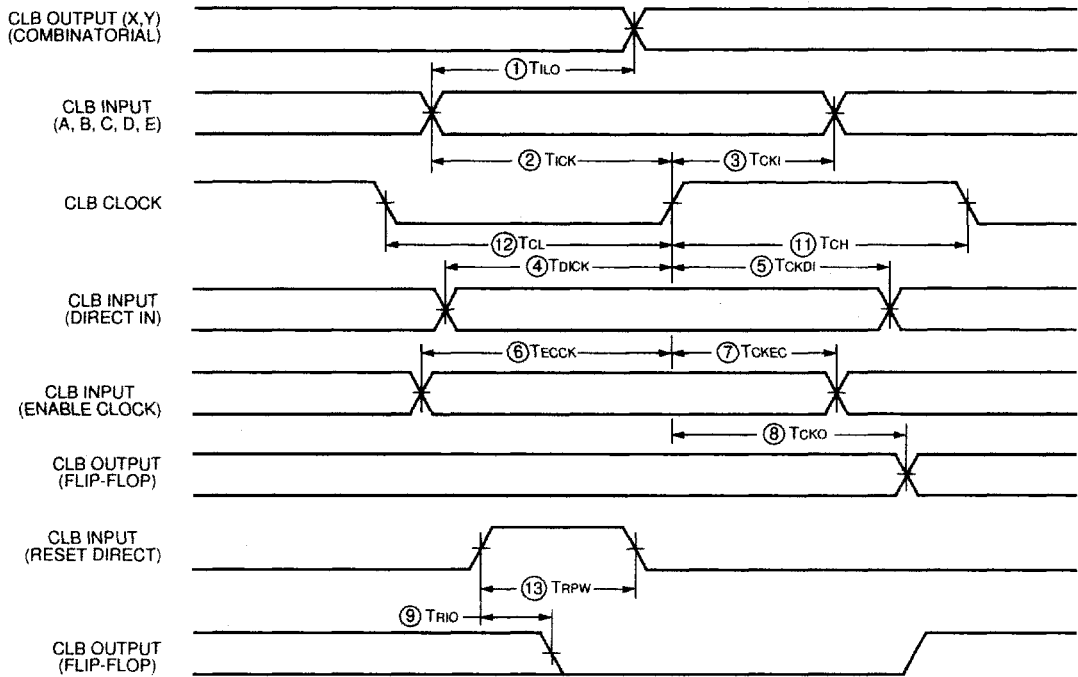 CLB OUTPUT (X,Y)
(COMBINATORIAL)
① TILO
CLB INPUT
(A, B, C, D, E)
② TICK
③ TCKI
CLB CLOCK
⑫ TCL
⑪ TCH
④ TDICK
⑤ TCKDI
CLB INPUT
(DIRECT IN)
⑥ TECCK
⑦ TCKEC
CLB INPUT
(ENABLE CLOCK)
⑧ TCKO
CLB OUTPUT
(FLIP-FLOP)
CLB INPUT
(RESET DIRECT)
⑬ TRPW
⑨ TRIO
CLB OUTPUT
(FLIP-FLOP)